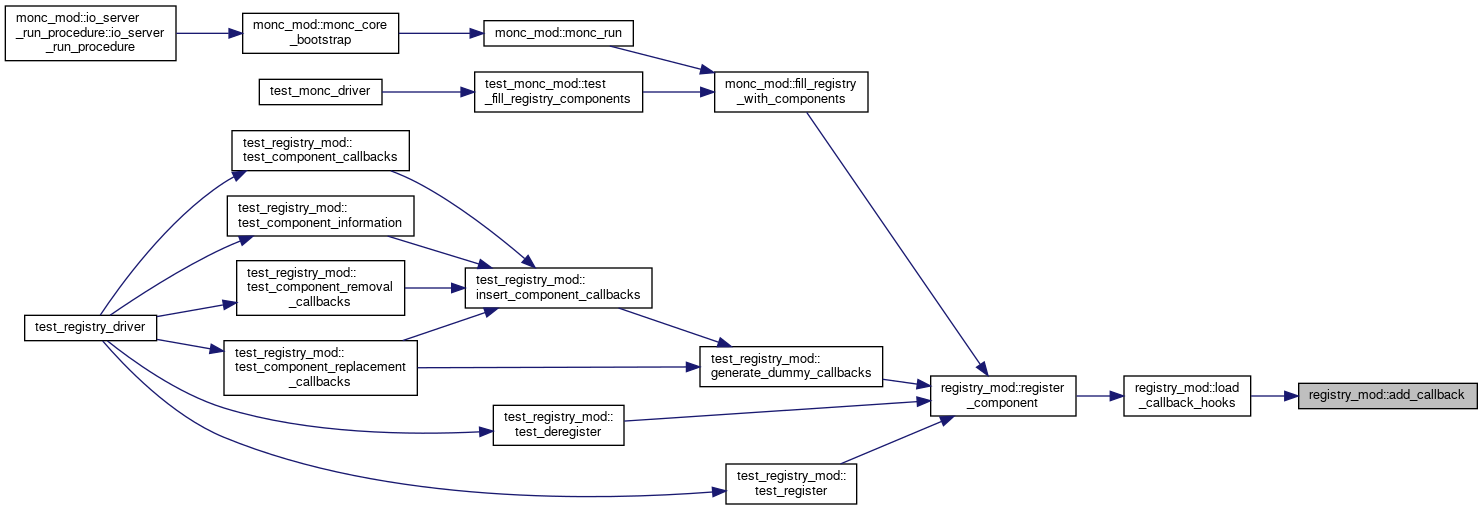 monc_mod::io_server
_run_procedure::io_server
_run_procedure
monc_mod::monc_core
_bootstrap
monc_mod::monc_run
test_monc_driver
test_monc_mod::test
_fill_registry_components
monc_mod::fill_registry
_with_components
test_registry_mod::
test_component_callbacks
test_registry_mod::
test_component_information
test_registry_mod::
test_component_removal
_callbacks
test_registry_mod::
insert_component_callbacks
test_registry_driver
test_registry_mod::
test_component_replacement
_callbacks
test_registry_mod::
generate_dummy_callbacks
registry_mod::register
_component
registry_mod::load
_callback_hooks
registry_mod::add_callback
test_registry_mod::
test_deregister
test_registry_mod::
test_register